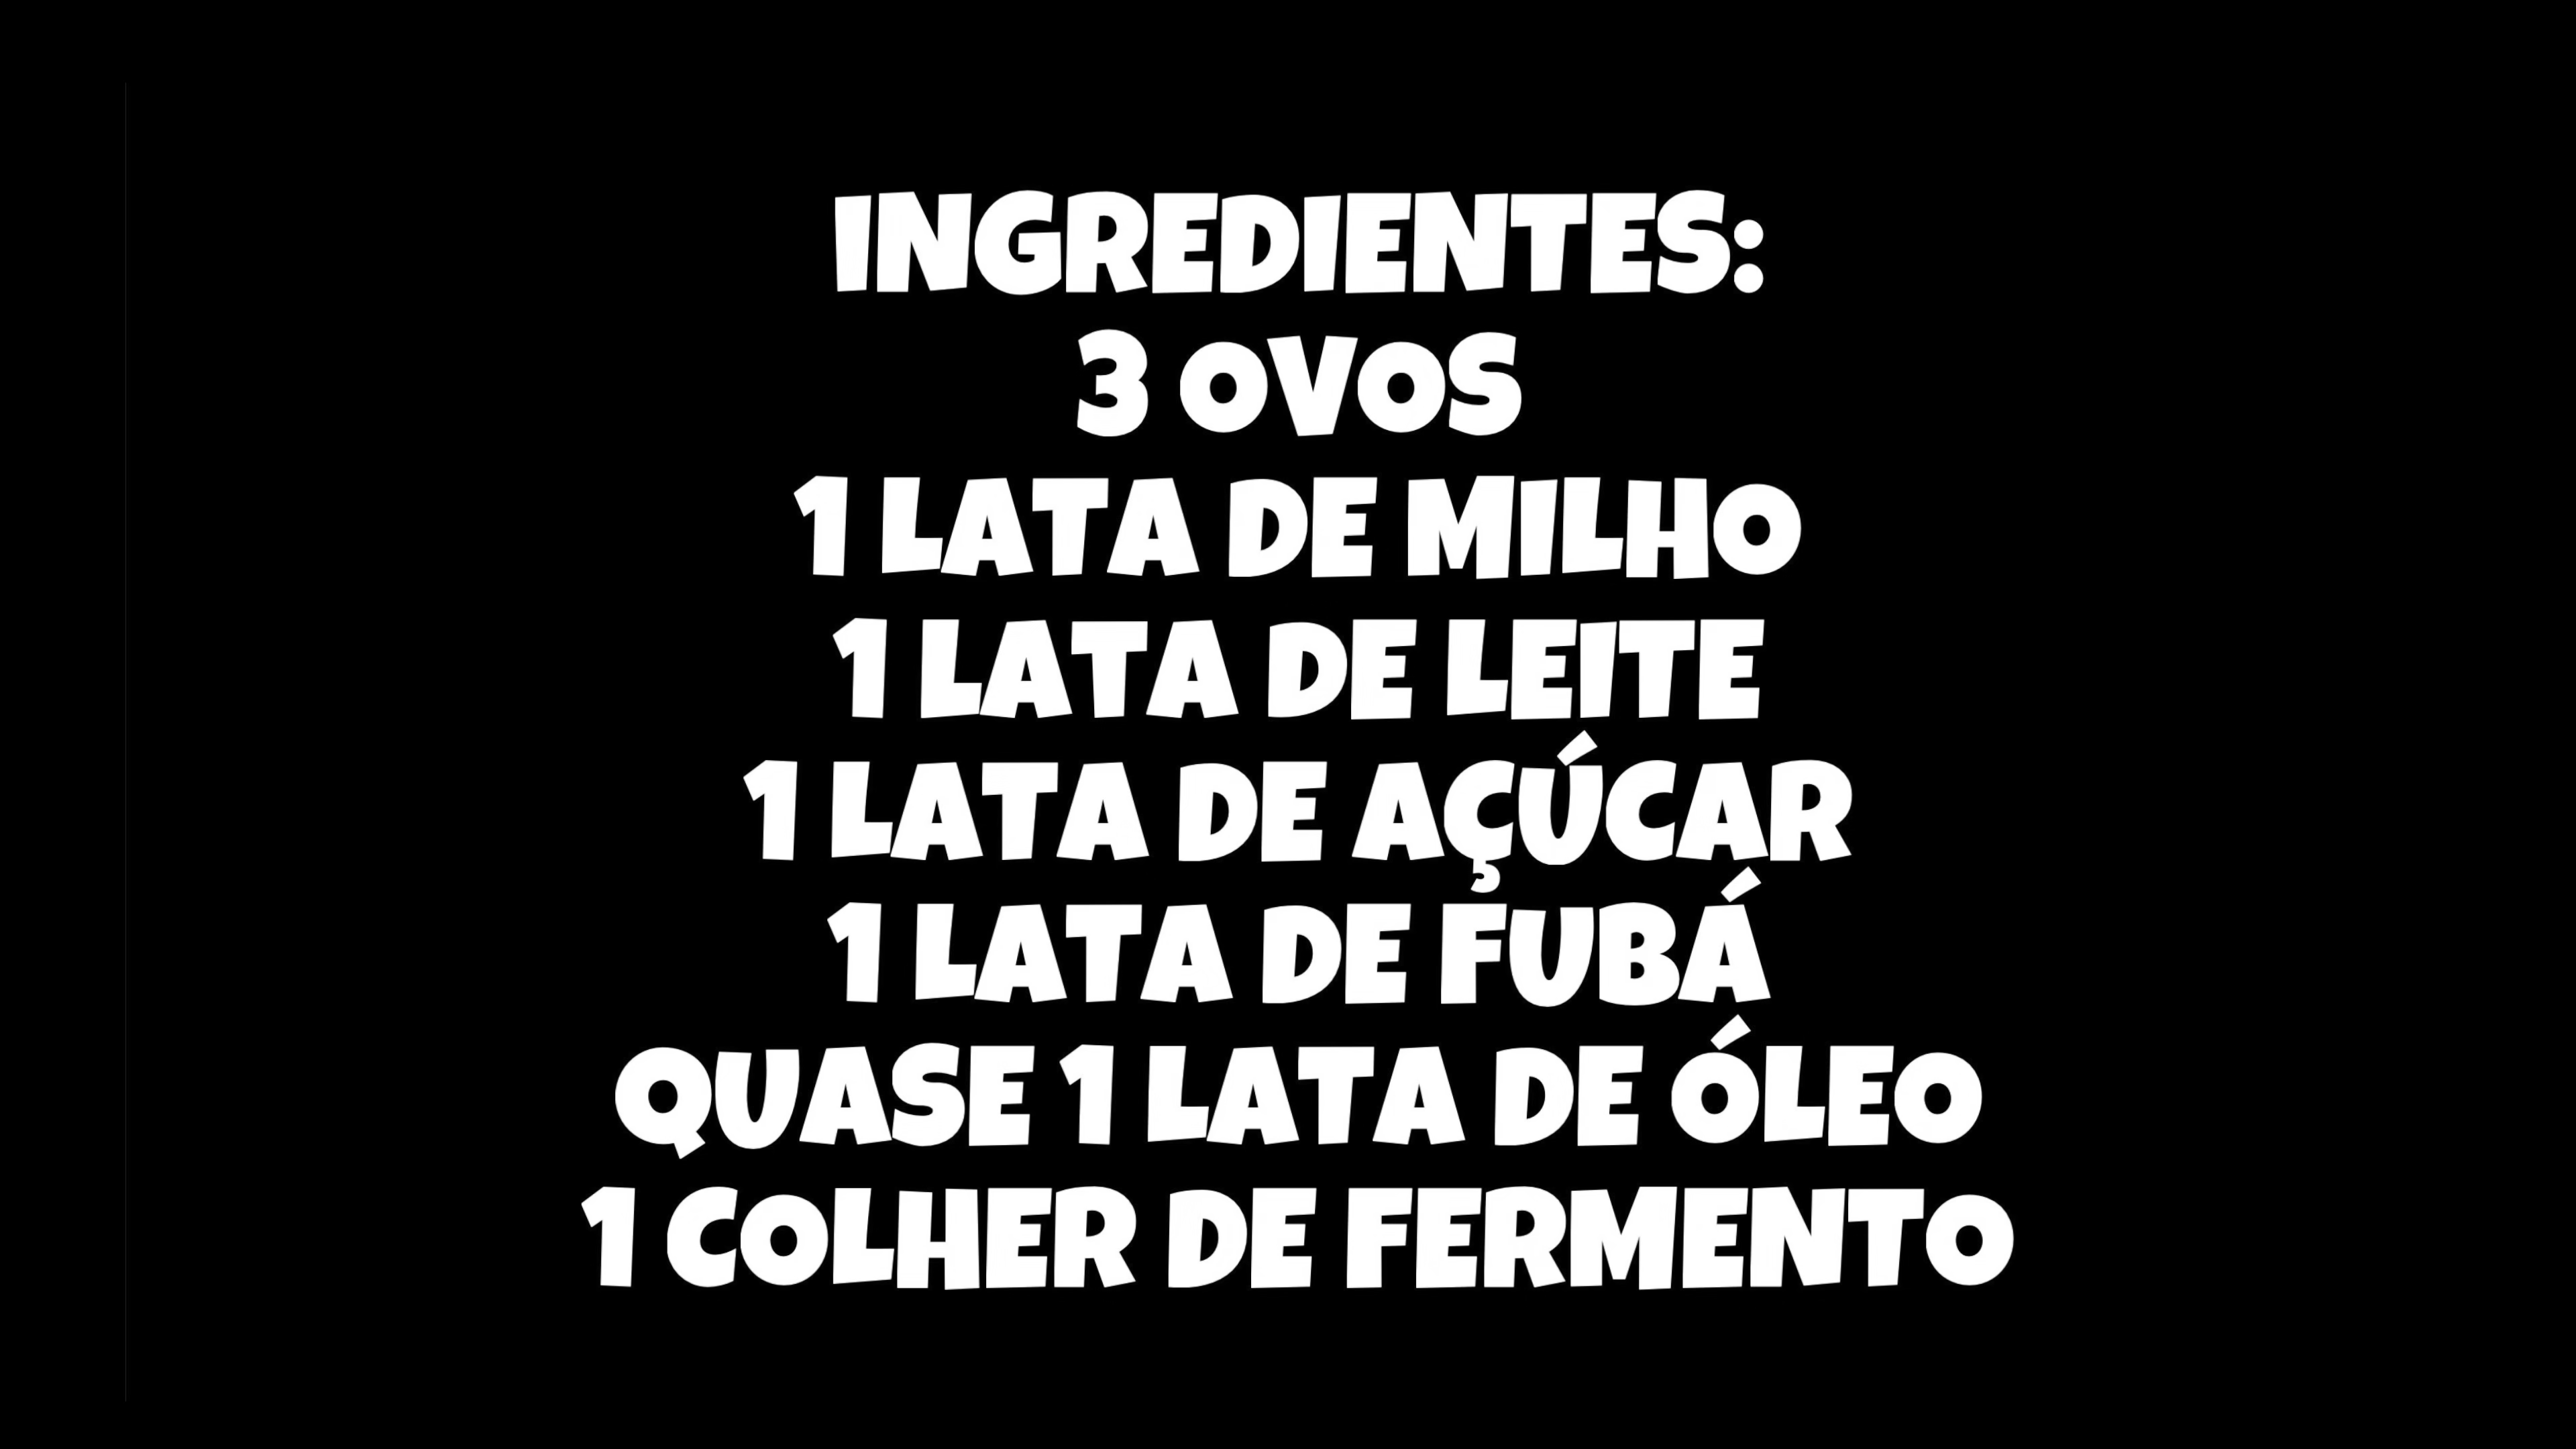 INGREDIENTES:
3 OVOS
1 LATA DE MILHO
1 LATA DE LEITE
1 LATA DE AÇÚCAR
1 LATA DE FUBÁ
QUASE 1 LATA DE ÓLEO
1 COLHER DE FERMENTO